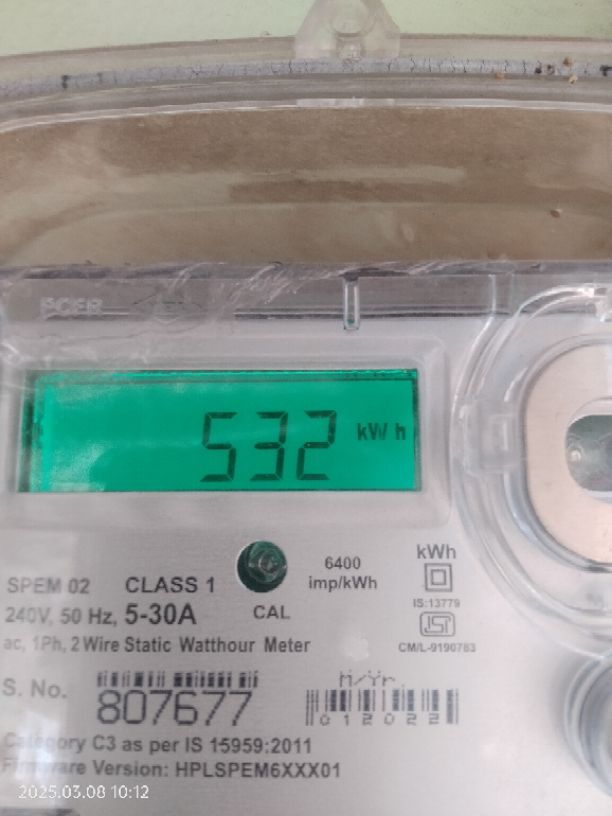 532 kWh
kWh
6400
imp/kWh
SPEM 02 CLASS 1
CAL
IS:13779
240V, 50 Hz, 5-30A
ac, 1Ph, 2 Wire Static Watthour Meter
CM/L-9190783
S. No. 807677
M/Yr.
012022
Category C3 as per IS 15959:2011
Firmware Version: HPLSPEM6XXX01
2025.03.08 10:12